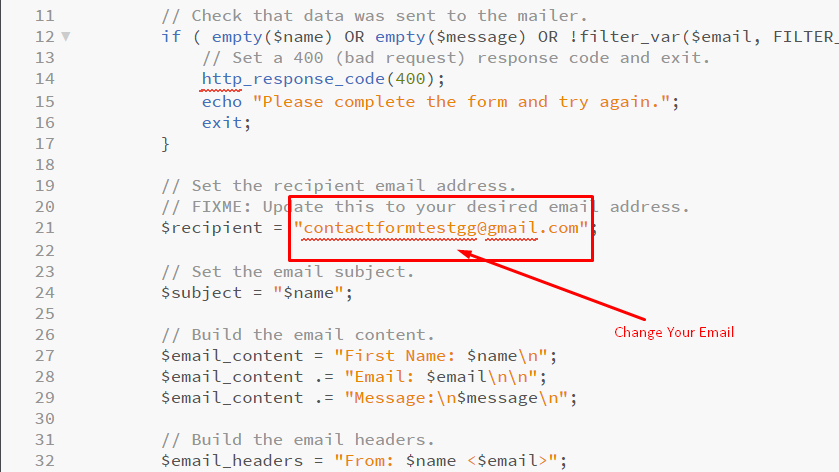 11 // Check that data was sent to the mailer.
12 if ( empty($name) OR empty($message) OR !filter_var($email, FILTER_
13 // Set a 400 (bad request) response code and exit.
14 http_response_code(400);
15 echo "Please complete the form and try again.";
16 exit;
17 }
18
19 // Set the recipient email address.
20 // FIXME: Update this to your desired email address.
21 $recipient = "contactformtestgg@gmail.com";
22
23 // Set the email subject.
24 $subject = "$name";
25
Change Your Email
26 // Build the email content.
27 $email_content = "First Name: $name\n";
28 $email_content .= "Email: $email\n\n";
29 $email_content .= "Message:\n$message\n";
30
31 // Build the email headers.
32 $email_headers = "From: $name <$email>";